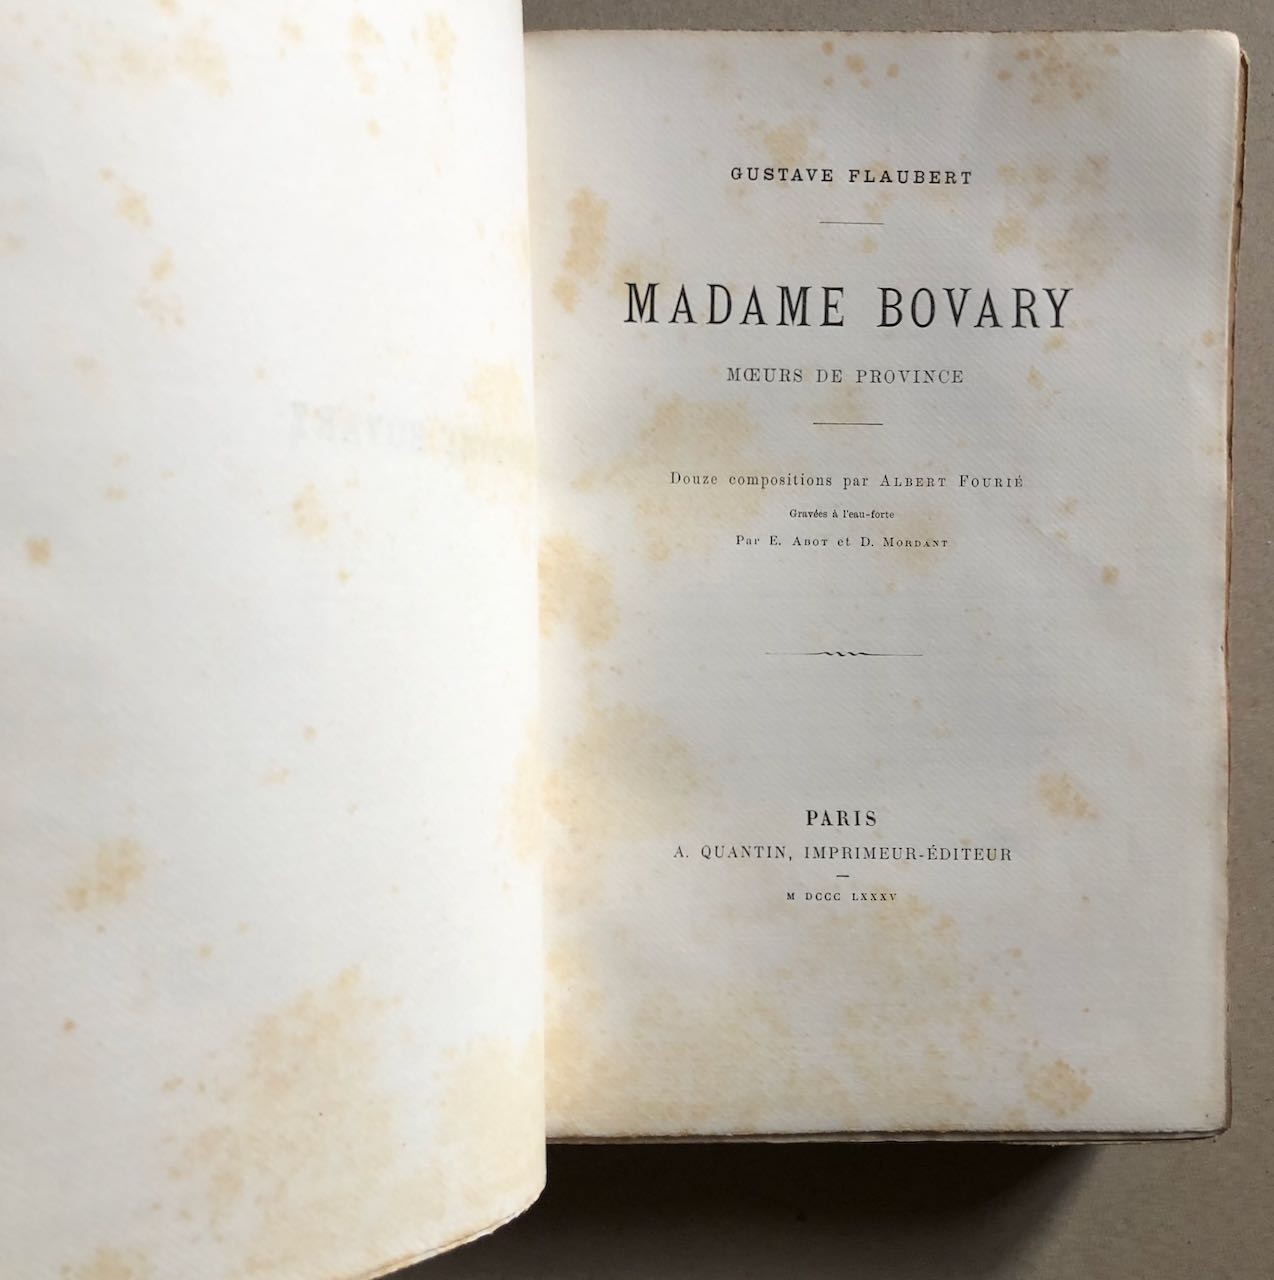 GUSTAVE FLAUBERT
MADAME BOVARY
MŒURS DE PROVINCE
Douze compositions par ALBERT FOURIÉ
Gravées à l'eau-forte
Par E. ABOT et D. MORDANT
PARIS
A. QUANTIN, IMPRIMEUR-ÉDITEUR
M DCCC LXXXV